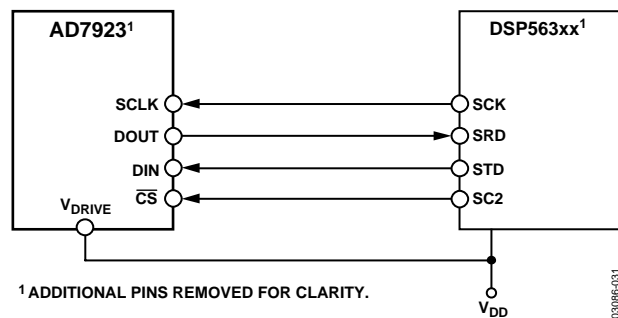 AD7923¹
DSP563xx¹
SCLK
SCK
DOUT
SRD
DIN
STD
C̅S̅
SC2
VDRIVE
¹ ADDITIONAL PINS REMOVED FOR CLARITY.
VDD
03086-031